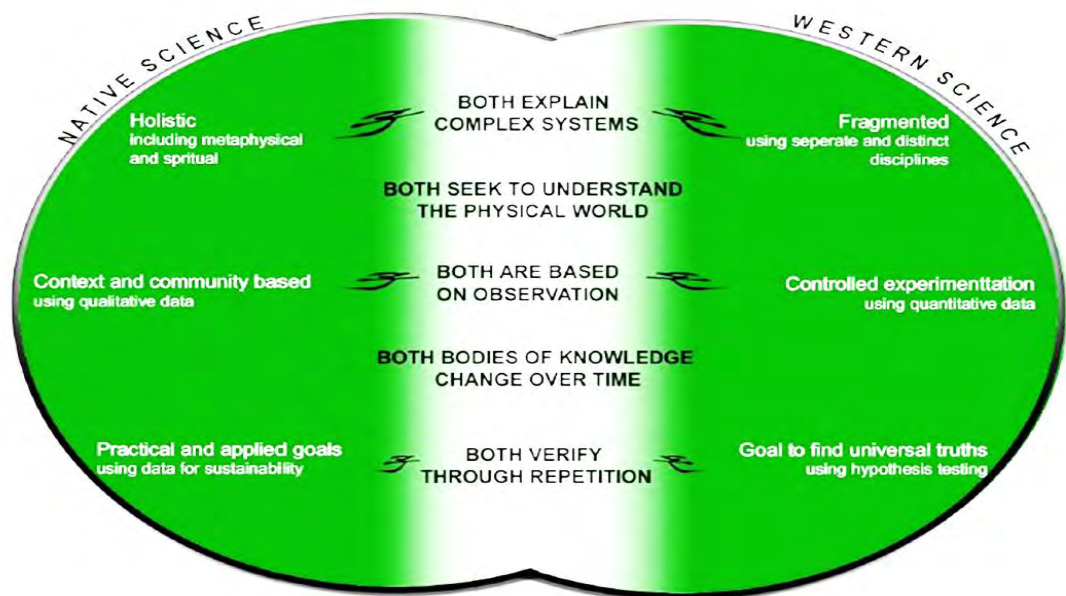 NATIVE SCIENCE
WESTERN SCIENCE
Holistic
including metaphysical
and spritual
BOTH EXPLAIN
COMPLEX SYSTEMS
Fragmented
using seperate and distinct
disciplines
BOTH SEEK TO UNDERSTAND
THE PHYSICAL WORLD
Context and community based
using qualitative data
BOTH ARE BASED
ON OBSERVATION
Controlled experimenttation
using quantitative data
BOTH BODIES OF KNOWLEDGE
CHANGE OVER TIME
Practical and applied goals
using data for sustainability
BOTH VERIFY
THROUGH REPETITION
Goal to find universal truths
using hypothesis testing